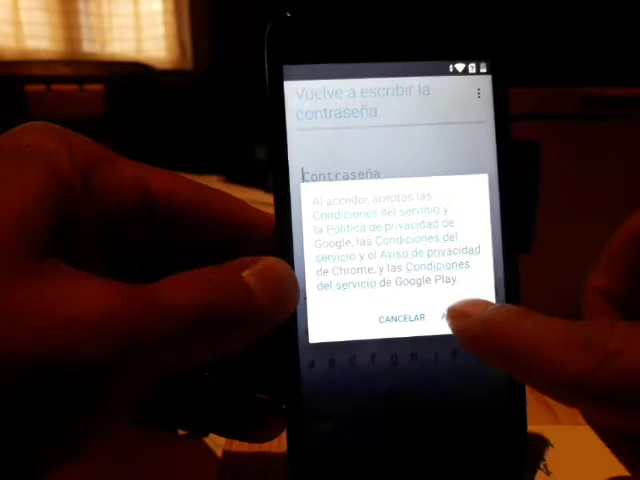 Vuelve a escribir la
contraseña.
Contraseña
Al acceder, aceptas las
Condiciones del servicio y
la Política de privacidad de
Google, las Condiciones del
servicio y el Aviso de privacidad
de Chrome, y las Condiciones
del servicio de Google Play.
CANCELAR